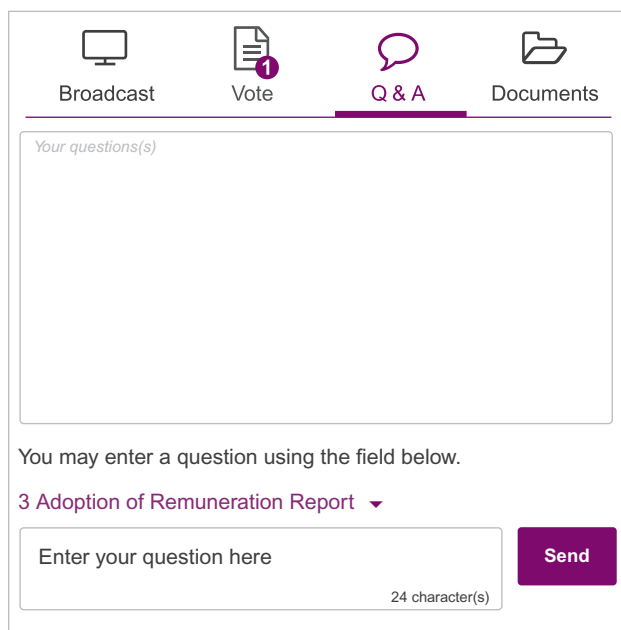 1
Broadcast Vote Q & A Documents
Your questions(s)
You may enter a question using the field below.
3 Adoption of Remuneration Report
Enter your question here
Send
24 character(s)